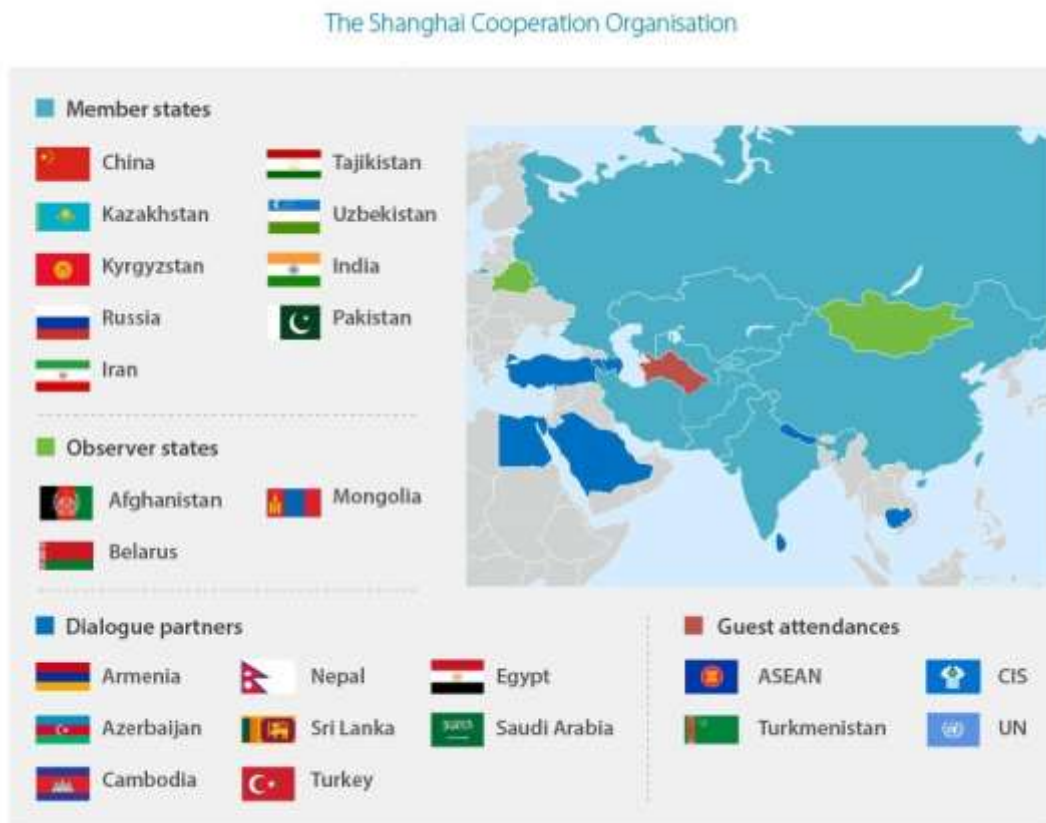 The Shanghai Cooperation Organisation
Member states
China
Tajikistan
Kazakhstan
Uzbekistan
Kyrgyzstan
India
Russia
Pakistan
Iran
Observer states
Afghanistan
Mongolia
Belarus
Dialogue partners
Armenia
Nepal
Egypt
Azerbaijan
Sri Lanka
Saudi Arabia
Cambodia
Turkey
Guest attendances
ASEAN
CIS
Turkmenistan
UN